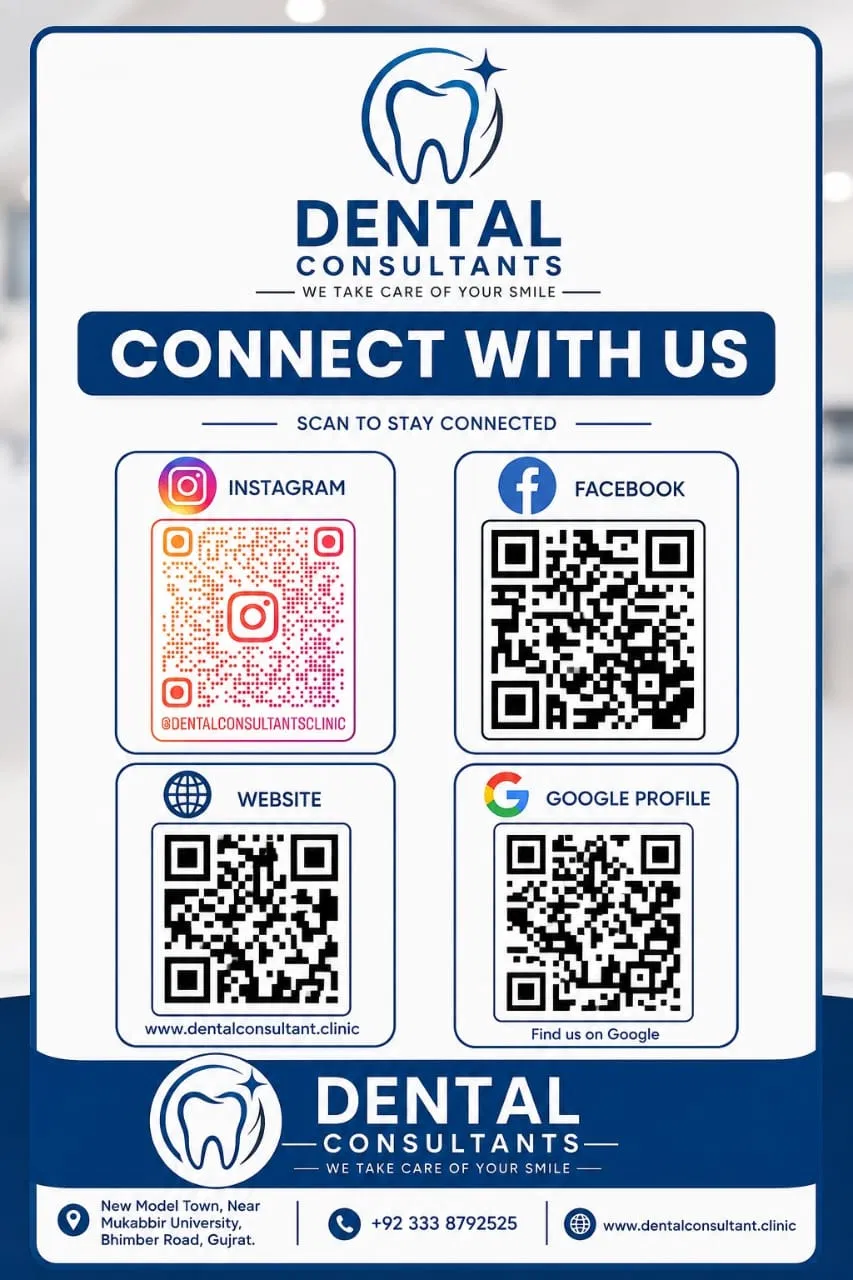 DENTAL
CONSULTANTS
WE TAKE CARE OF YOUR SMILE
CONNECT WITH US
SCAN TO STAY CONNECTED
INSTAGRAM
@DENTALCONSULTANTSCLINIC
FACEBOOK
WEBSITE
www.dentalconsultant.clinic
GOOGLE PROFILE
Find us on Google
DENTAL
CONSULTANTS
WE TAKE CARE OF YOUR SMILE
New Model Town, Near
Mukabbir University,
Bhimber Road, Gujrat.
+92 333 8792525
www.dentalconsultant.clinic